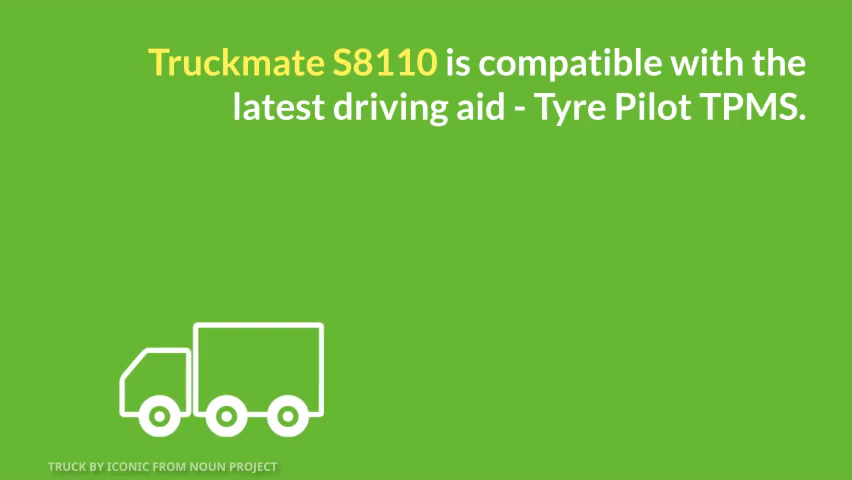 Truckmate S8110 is compatible with the
latest driving aid - Tyre Pilot TPMS.
TRUCK BY ICONIC FROM NOUN PROJECT